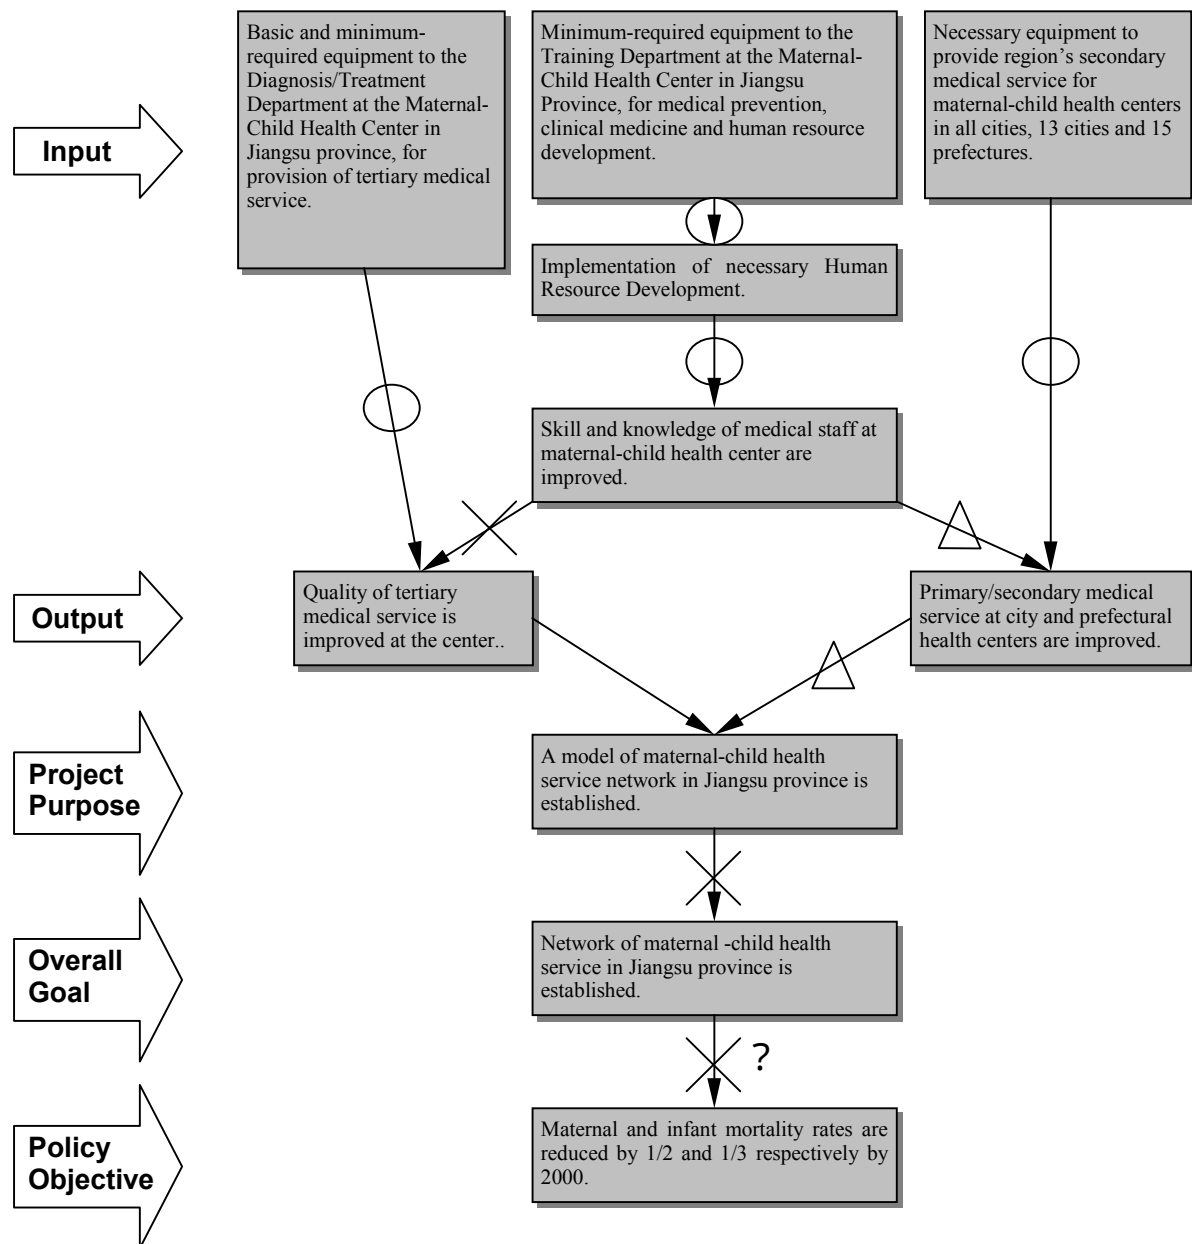 Input
Basic and minimum-
required equipment to the
Diagnosis/Treatment
Department at the Maternal-
Child Health Center in
Jiangsu province, for
provision of tertiary medical
service.
Minimum-required equipment to the
Training Department at the Maternal-
Child Health Center in Jiangsu
Province, for medical prevention,
clinical medicine and human resource
development.
Necessary equipment to
provide region’s secondary
medical service for
maternal-child health centers
in all cities, 13 cities and 15
prefectures.
Implementation of necessary Human
Resource Development.
Skill and knowledge of medical staff at
maternal-child health center are
improved.
Output
Quality of tertiary
medical service is
improved at the center..
Primary/secondary medical
service at city and prefectural
health centers are improved.
Project
Purpose
A model of maternal-child health
service network in Jiangsu province is
established.
Overall
Goal
Network of maternal -child health
service in Jiangsu province is
established.
?
Policy
Objective
Maternal and infant mortality rates are
reduced by 1/2 and 1/3 respectively by
2000.